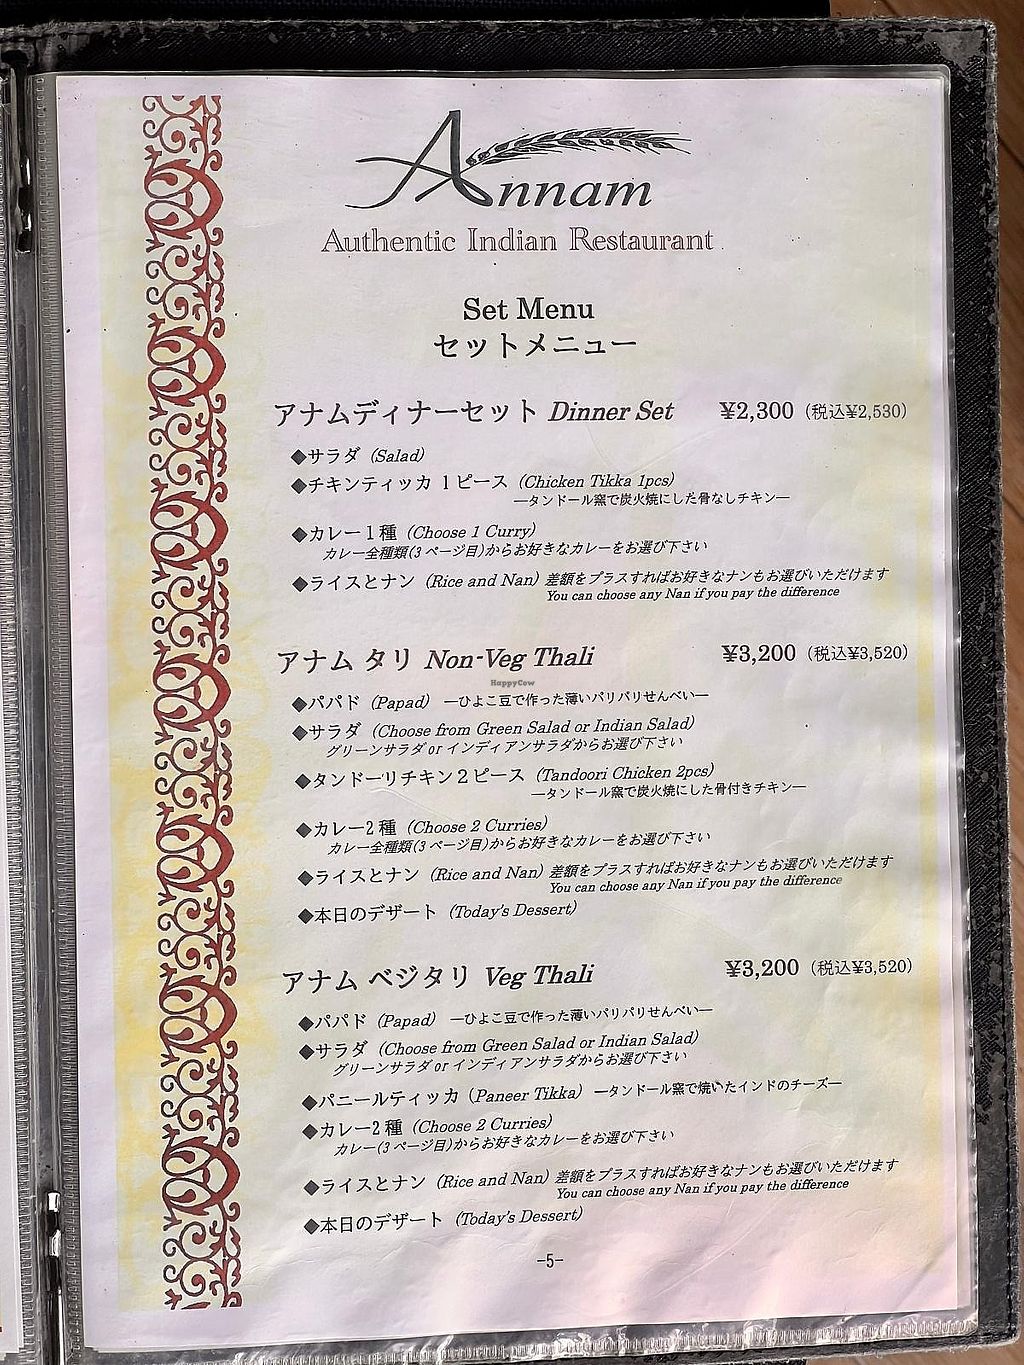 Annam
Authentic Indian Restaurant
Set Menu
セットメニュー
アナムディナーセット Dinner Set ¥2,300 (税込¥2,530)
◆サラダ (Salad)
◆チキンティッカ 1ピース (Chicken Tikka 1pcs)
―タンドール窯で炭火焼にした骨なしチキン―
◆カレー1種 (Choose 1 Curry)
カレー全種類(3ページ目)からお好きなカレーをお選び下さい
◆ライスとナン (Rice and Nan) 差額をプラスすればお好きなナンもお選びいただけます
You can choose any Nan if you pay the difference
アナム タリ Non-Veg Thali ¥3,200 (税込¥3,520)
HappyCow
◆パパド (Papad) ―ひよこ豆で作った薄いパリパリせんべい―
◆サラダ (Choose from Green Salad or Indian Salad)
グリーンサラダ or インディアンサラダからお選び下さい
◆タンドーリチキン2ピース (Tandoori Chicken 2pcs)
―タンドール窯で炭火焼にした骨付きチキン―
◆カレー2種 (Choose 2 Curries)
カレー全種類(3ページ目)からお好きなカレーをお選び下さい
◆ライスとナン (Rice and Nan) 差額をプラスすればお好きなナンもお選びいただけます
You can choose any Nan if you pay the difference
◆本日のデザート (Today's Dessert)
アナム ベジタリ Veg Thali ¥3,200 (税込¥3,520)
◆パパド (Papad) ―ひよこ豆で作った薄いパリパリせんべい―
◆サラダ (Choose from Green Salad or Indian Salad)
グリーンサラダ or インディアンサラダからお選び下さい
◆パニールティッカ (Paneer Tikka) ―タンドール窯で焼いたインドのチーズ―
◆カレー2種 (Choose 2 Curries)
カレー(3ページ目)からお好きなカレーをお選び下さい
◆ライスとナン (Rice and Nan) 差額をプラスすればお好きなナンもお選びいただけます
You can choose any Nan if you pay the difference
◆本日のデザート (Today's Dessert)
-5-